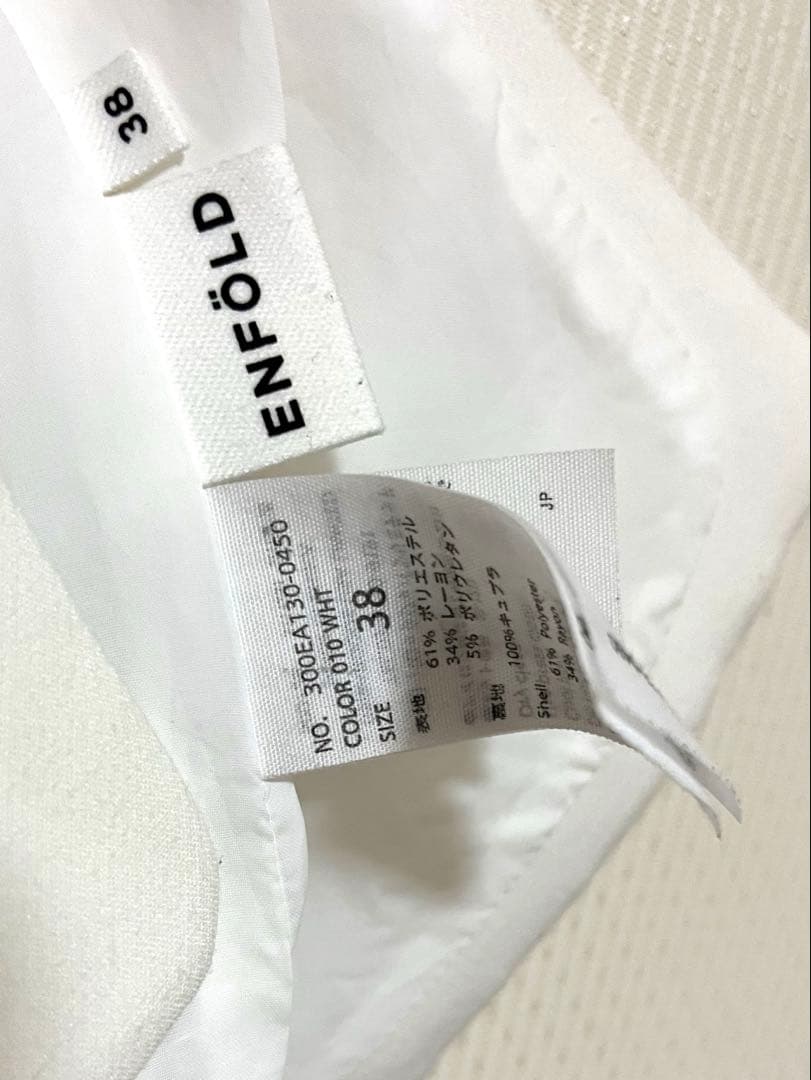 38
ENFÖLD
NO. 300EA130-0450
COLOR 010 WHT
SIZE 38
表地 61% ポリエステル
34% レーヨン
5% ポリウレタン
裏地 100%キュプラ
Shell
61% Polyester
34% Rayon
JP